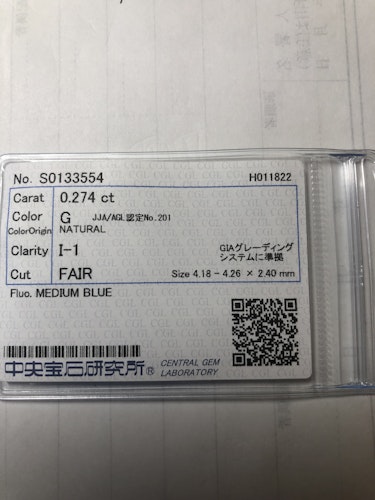 No. S0133554 H011822
Carat 0.274 ct
Color G JJA/AGL認定No.201
ColorOrigin NATURAL
Clarity I-1 GIAグレーディング
システムに準拠
Cut FAIR Size 4.18 - 4.26 × 2.40 mm
Fluo. MEDIUM BLUE
中央宝石研究所® CENTRAL GEM
LABORATORY